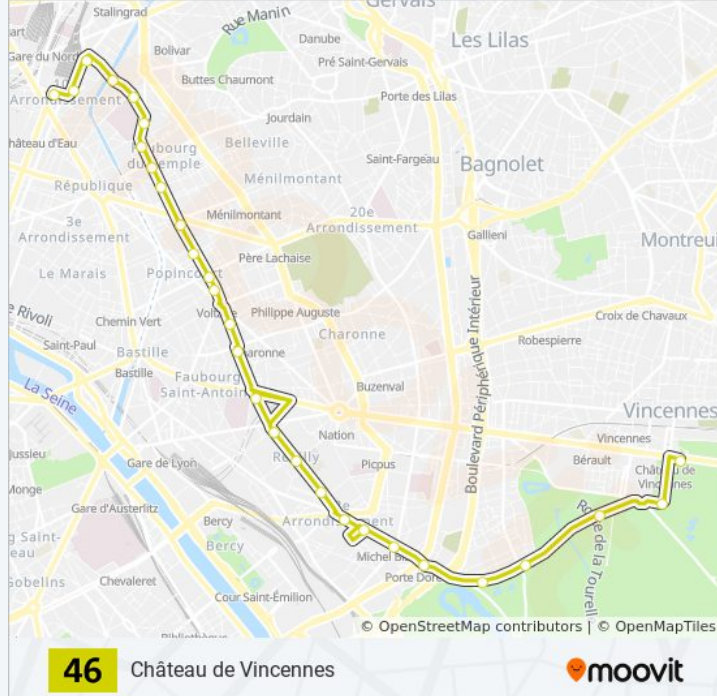 Stalingrad
Rue Manin
Gervais
Danube
Les Lilas
Gare du Nord
Bolivar
Pré Saint-Gervais
Buttes Chaumont
Porte des Lilas
Arrondissement
Jourdain
Château d'Eau
Faubourg
du Temple
Belleville
Saint-Fargeau
Bagnolet
République
Ménilmontant
3e
Arrondissement
Ménilmontant
20e
Arrondissement
Gallieni
Montreui
Père Lachaise
Le Marais
Popincourt
Rivoli
Chemin Vert
Philippe Auguste
Croix de Chavaux
Saint-Paul
Charonne
Robespierre
Bastille
Bastille
Faubourg
Saint-Antoine
Buzenval
Boulevard Périphérique Intérieur
La Seine
Vincennes
Nation
Vincennes
Jussieu
Gare de Lyon
Reuilly
Picpus
Bérault
Château de
Vincennes
Monge
Gare d'Austerlitz
Bercy
Arrondissement
Route de la Tourelle
Bercy
Michel Bi
Gobelins
Chevaleret
Porte Doré
Cour Saint-Émilion
© OpenStreetMap contributors | © OpenMapTiles
46 Château de Vincennes
moovit